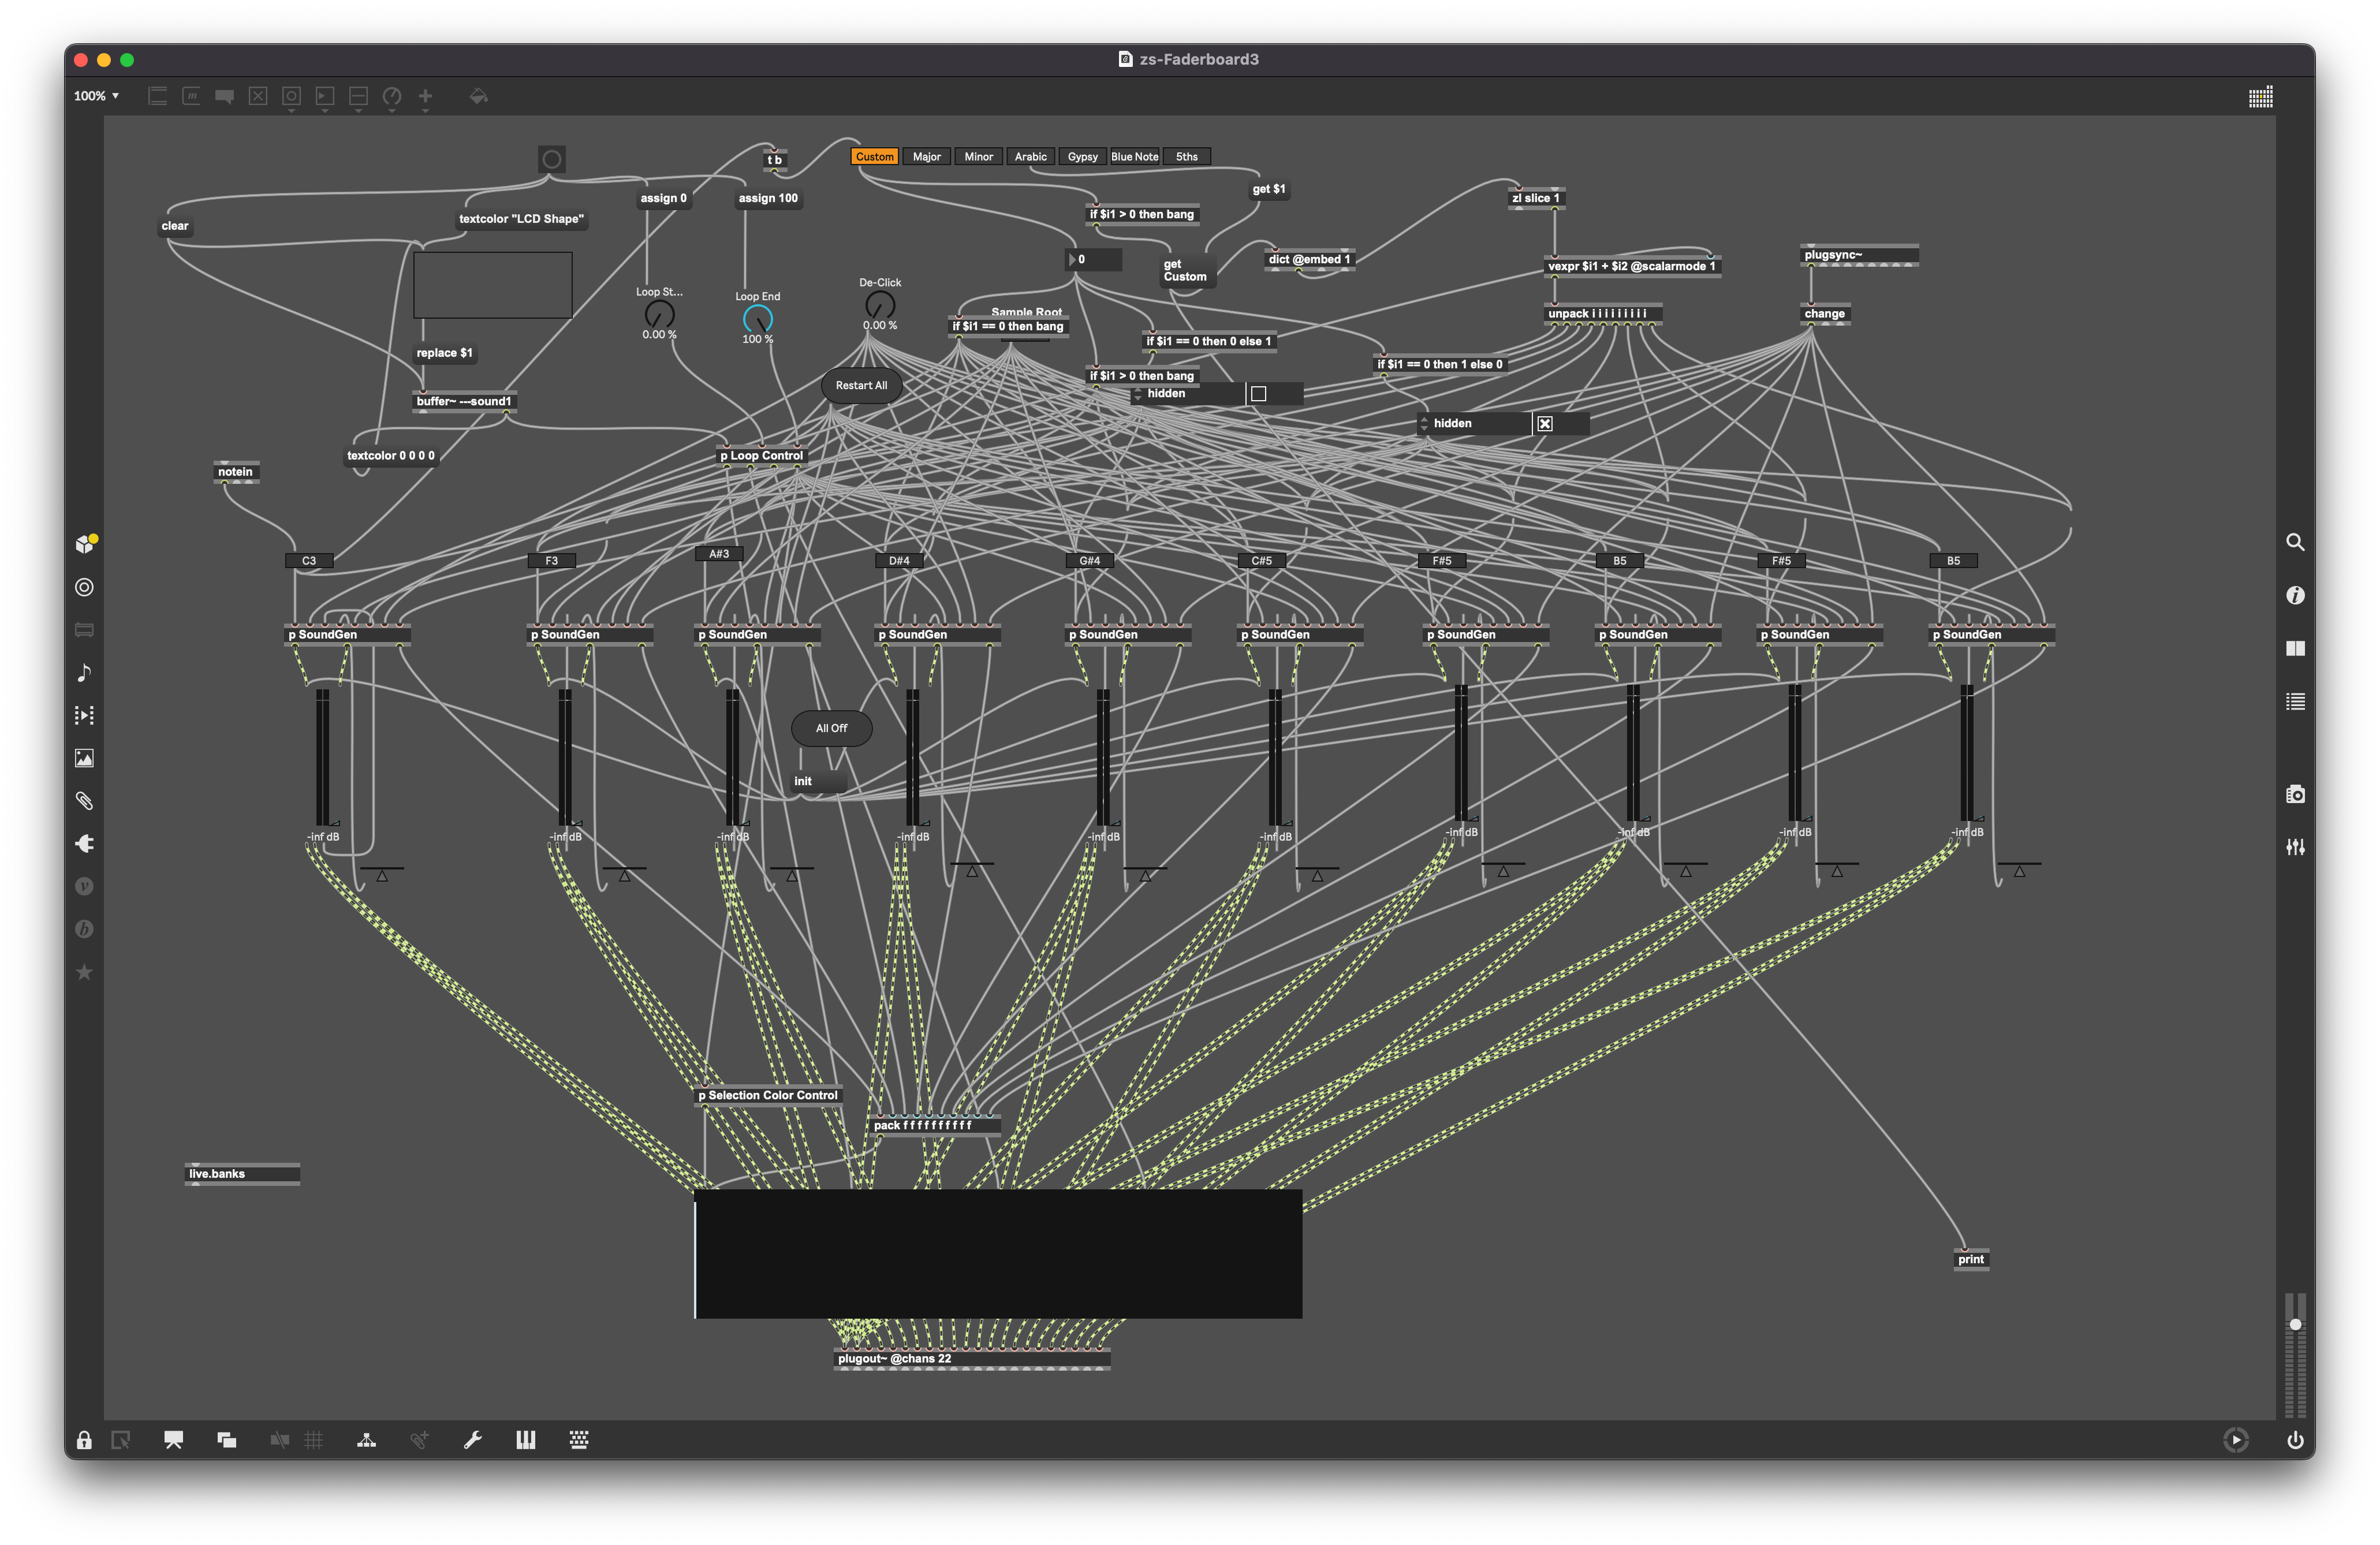 zs-Faderboard3
100%
t b
Custom
Major
Minor
Arabic
Gypsy
Blue Note
5ths
assign 0
assign 100
get $1
zl slice 1
textcolor "LCD Shape"
clear
if $i1 > 0 then bang
0
get
Custom
dict @embed 1
vexpr $i1 + $i2 @scalarmode 1
plugsync~
De-Click
0.00 %
Loop St...
0.00 %
Loop End
100 %
Sample Root
if $i1 == 0 then bang
unpack i i i i i i i i i
change
if $i1 == 0 then 0 else 1
replace $1
if $i1 == 0 then 1 else 0
if $i1 > 0 then bang
Restart All
hidden
buffer~ ---sound1
hidden
textcolor 0 0 0 0
p Loop Control
notein
C3
F3
A#3
D#4
G#4
C#5
F#5
B5
F#5
B5
p SoundGen
p SoundGen
p SoundGen
p SoundGen
p SoundGen
p SoundGen
p SoundGen
p SoundGen
p SoundGen
p SoundGen
All Off
init
-inf dB
-inf dB
-inf dB
-inf dB
-inf dB
-inf dB
-inf dB
-inf dB
-inf dB
-inf dB
p Selection Color Control
pack f f f f f f f f f f
live.banks
print
plugout~ @chans 22